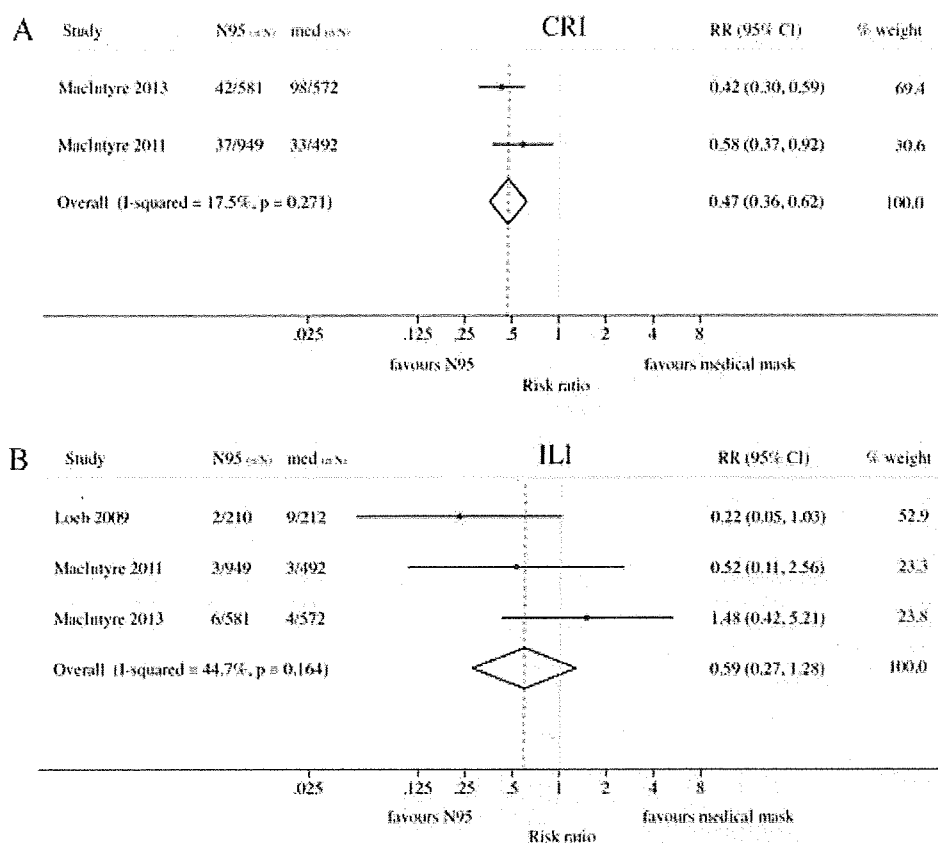 A
CRI
Study N95 (n/N) med (n/N) RR (95% CI) % weight
MacIntyre 2013 42/581 98/572 0.42 (0.30, 0.59) 69.4
MacIntyre 2011 37/949 33/492 0.58 (0.37, 0.92) 30.6
Overall (I-squared = 17.5%, p = 0.271) 0.47 (0.36, 0.62) 100.0
.025 .125 .25 .5 1 2 4 8
favours N95 favours medical mask
Risk ratio
B
ILI
Study N95 (n/N) med (n/N) RR (95% CI) % weight
Loeb 2009 2/210 9/212 0.22 (0.05, 1.03) 52.9
MacIntyre 2011 3/949 3/492 0.52 (0.11, 2.56) 23.3
MacIntyre 2013 6/581 4/572 1.48 (0.42, 5.21) 23.8
Overall (I-squared = 44.7%, p = 0.164) 0.59 (0.27, 1.28) 100.0
.025 .125 .25 .5 1 2 4 8
favours N95 favours medical mask
Risk ratio